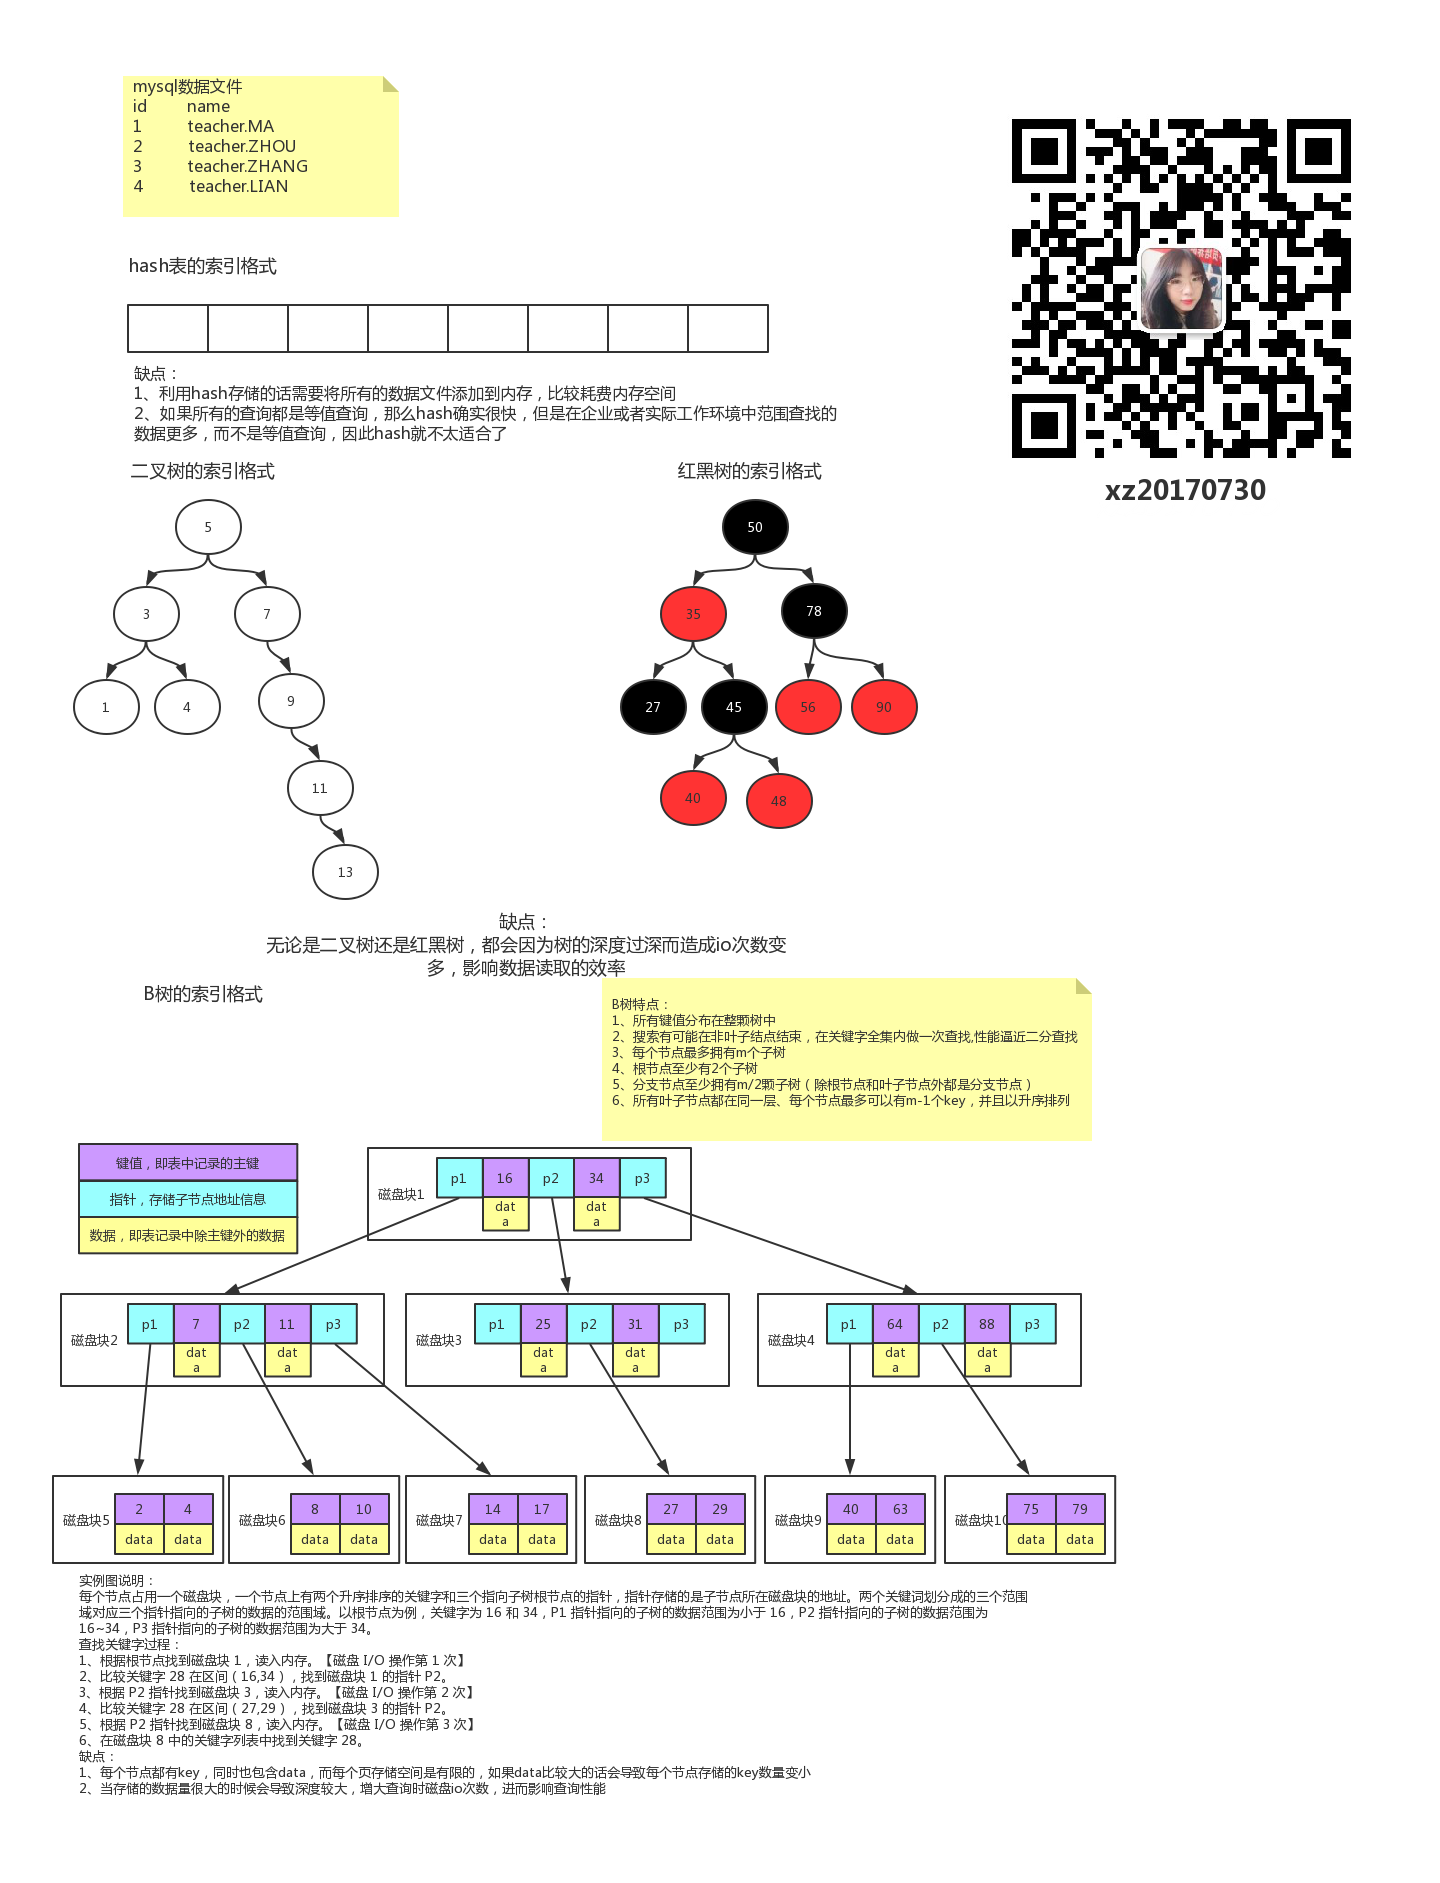 mysql数据文件
id name
1 teacher.MA
2 teacher.ZHOU
3 teacher.ZHANG
4 teacher.LIAN
xz20170730
hash表的索引格式
缺点：
1、利用hash存储的话需要将所有的数据文件添加到内存，比较耗费内存空间
2、如果所有的查询都是等值查询，那么hash确实很快，但是在企业或者实际工作环境中范围查找的
数据更多，而不是等值查询，因此hash就不太适合了
二叉树的索引格式
5
3 7
1 4 9
11
13
红黑树的索引格式
50
35 78
27 45 56 90
40 48
缺点：
无论是二叉树还是红黑树，都会因为树的深度过深而造成io次数变
多，影响数据读取的效率
B树的索引格式
B树特点：
1、所有键值分布在整颗树中
2、搜索有可能在非叶子结点结束，在关键字全集内做一次查找,性能逼近二分查找
3、每个节点最多拥有m个子树
4、根节点至少有2个子树
5、分支节点至少拥有m/2颗子树（除根节点和叶子节点外都是分支节点）
6、所有叶子节点都在同一层、每个节点最多可以有m-1个key，并且以升序排列
键值，即表中记录的主键
指针，存储子节点地址信息
数据，即表记录中除主键外的数据
磁盘块1
p1 16 p2 34 p3
dat dat
a a
磁盘块2
p1 7 p2 11 p3
dat dat
a a
磁盘块3
p1 25 p2 31 p3
dat dat
a a
磁盘块4
p1 64 p2 88 p3
dat dat
a a
磁盘块5
2 4
data data
磁盘块6
8 10
data data
磁盘块7
14 17
data data
磁盘块8
27 29
data data
磁盘块9
40 63
data data
磁盘块10
75 79
data data
实例图说明：
每个节点占用一个磁盘块，一个节点上有两个升序排序的关键字和三个指向子树根节点的指针，指针存储的是子节点所在磁盘块的地址。两个关键词划分成的三个范围
域对应三个指针指向的子树的数据的范围域。以根节点为例，关键字为 16 和 34，P1 指针指向的子树的数据范围为小于 16，P2 指针指向的子树的数据范围为
16~34，P3 指针指向的子树的数据范围为大于 34。
查找关键字过程：
1、根据根节点找到磁盘块 1，读入内存。【磁盘 I/O 操作第 1 次】
2、比较关键字 28 在区间（16,34），找到磁盘块 1 的指针 P2。
3、根据 P2 指针找到磁盘块 3，读入内存。【磁盘 I/O 操作第 2 次】
4、比较关键字 28 在区间（27,29），找到磁盘块 3 的指针 P2。
5、根据 P2 指针找到磁盘块 8，读入内存。【磁盘 I/O 操作第 3 次】
6、在磁盘块 8 中的关键字列表中找到关键字 28。
缺点：
1、每个节点都有key，同时也包含data，而每个页存储空间是有限的，如果data比较大的话会导致每个节点存储的key数量变小
2、当存储的数据量很大的时候会导致深度较大，增大查询时磁盘io次数，进而影响查询性能